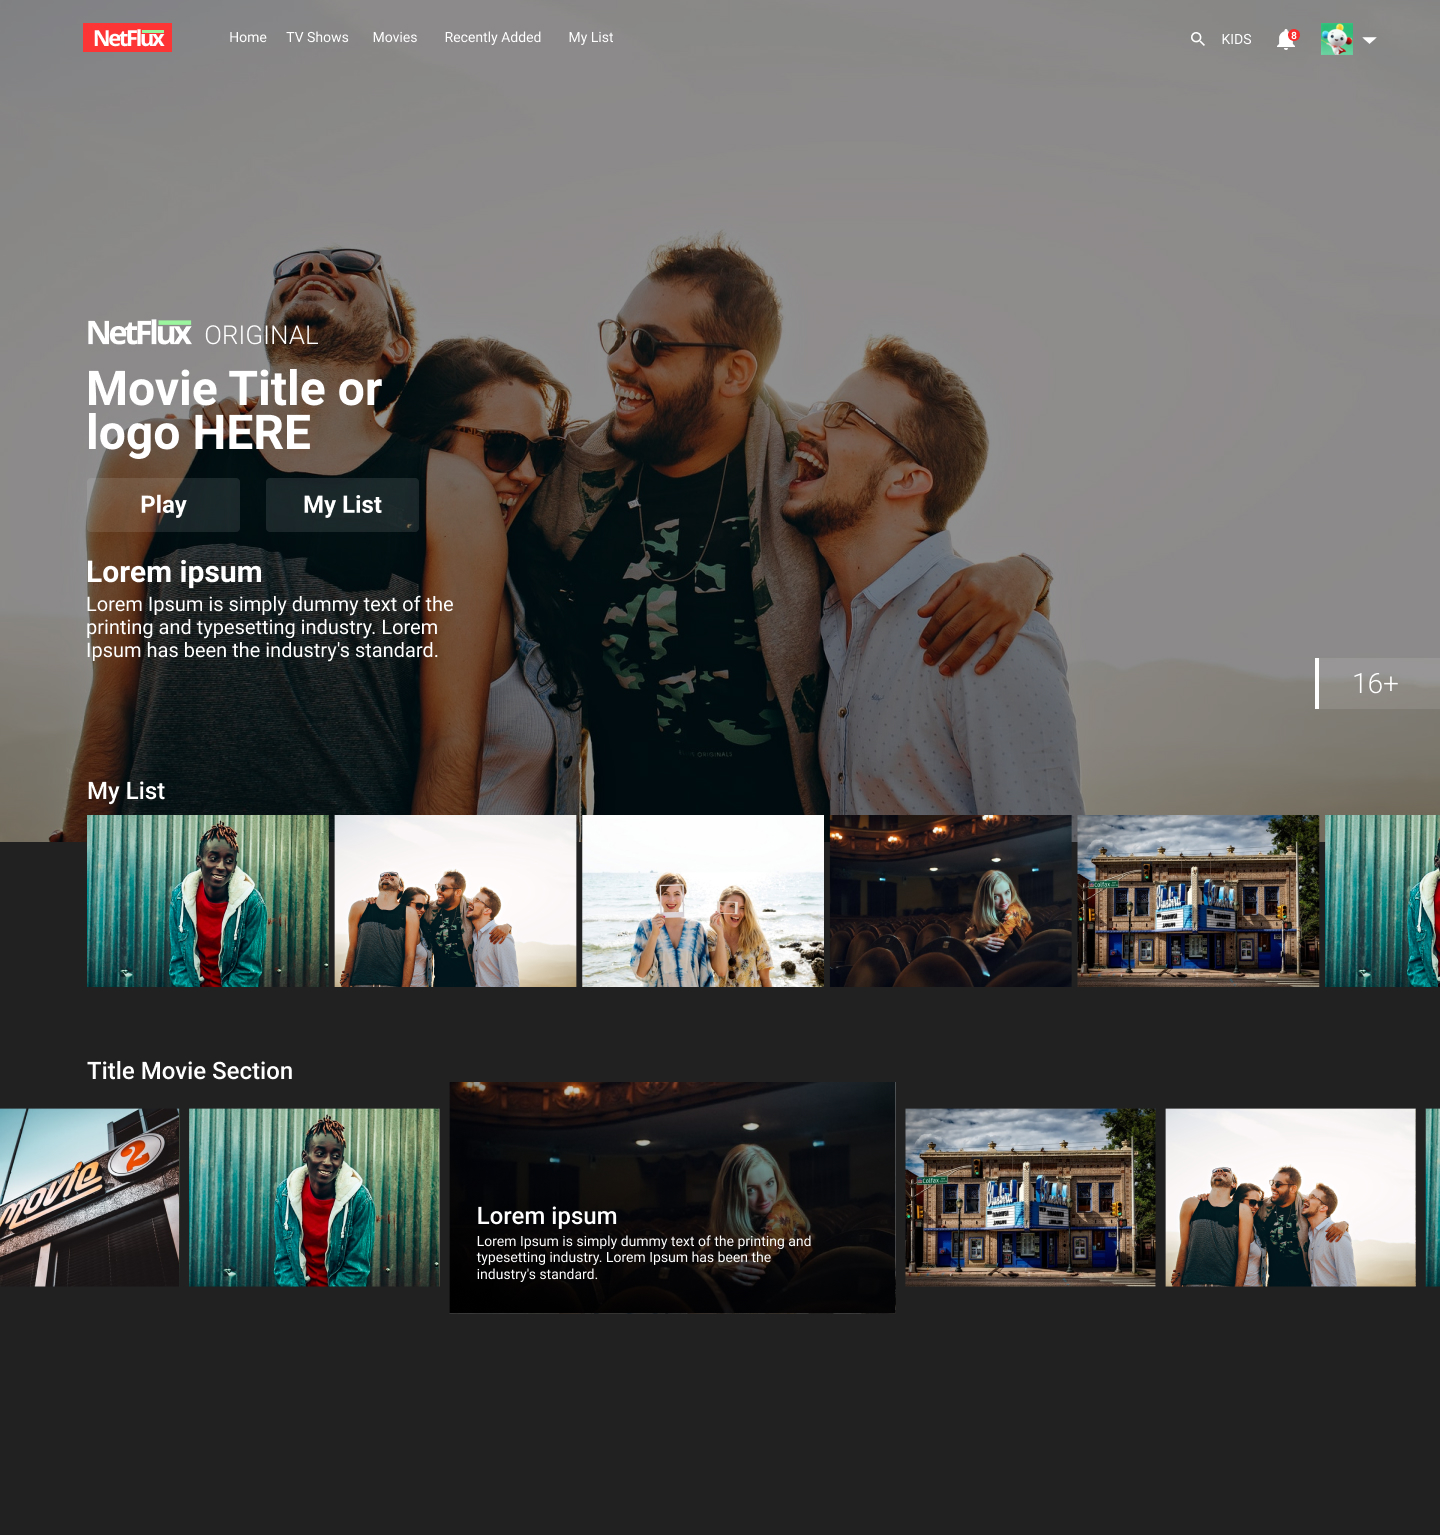 NetFlux
Home TV Shows Movies Recently Added My List
KIDS
8
NetFlux ORIGINAL
Movie Title or
logo HERE
Play
My List
Lorem ipsum
Lorem Ipsum is simply dummy text of the
printing and typesetting industry. Lorem
Ipsum has been the industry's standard.
16+
My List
Colfax
Title Movie Section
movie 2
Colfax
Lorem ipsum
Lorem Ipsum is simply dummy text of the printing and
typesetting industry. Lorem Ipsum has been the
industry's standard.